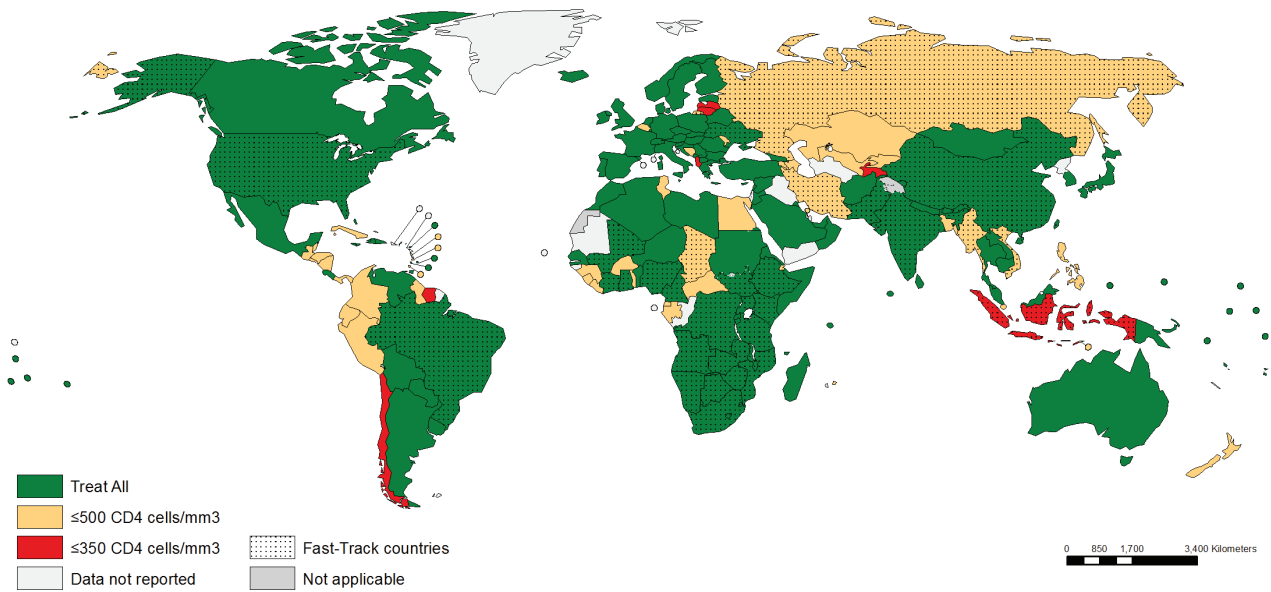 Treat All
≤500 CD4 cells/mm3
≤350 CD4 cells/mm3
Data not reported
Fast-Track countries
Not applicable
0 850 1,700 3,400 Kilometers